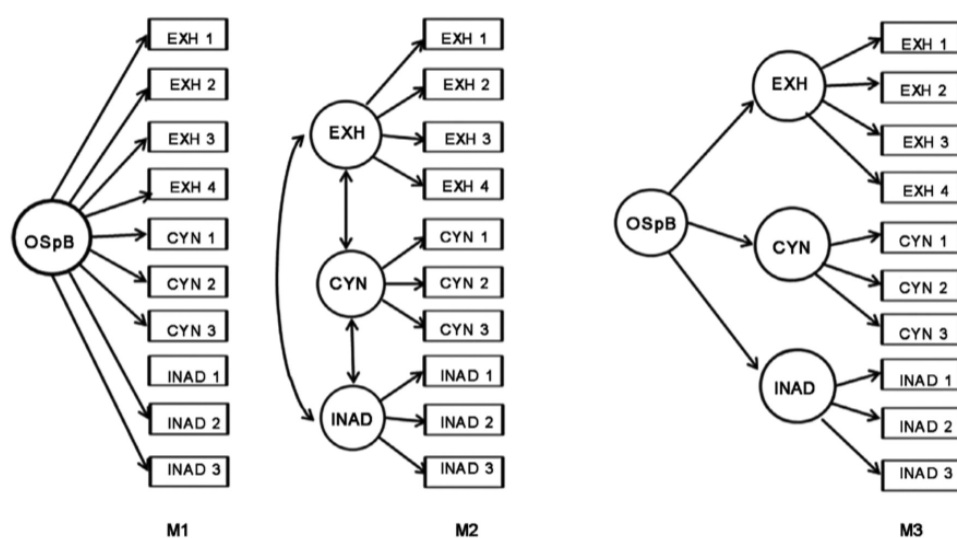 OSpB
EXH 1
EXH 2
EXH 3
EXH 4
CYN 1
CYN 2
CYN 3
INAD 1
INAD 2
INAD 3
M1
EXH
CYN
INAD
EXH 1
EXH 2
EXH 3
EXH 4
CYN 1
CYN 2
CYN 3
INAD 1
INAD 2
INAD 3
M2
OSpB
EXH
CYN
INAD
EXH 1
EXH 2
EXH 3
EXH 4
CYN 1
CYN 2
CYN 3
INAD 1
INAD 2
INAD 3
M3